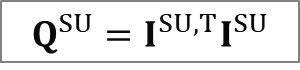 Q^SU = I^SU,T I^SU